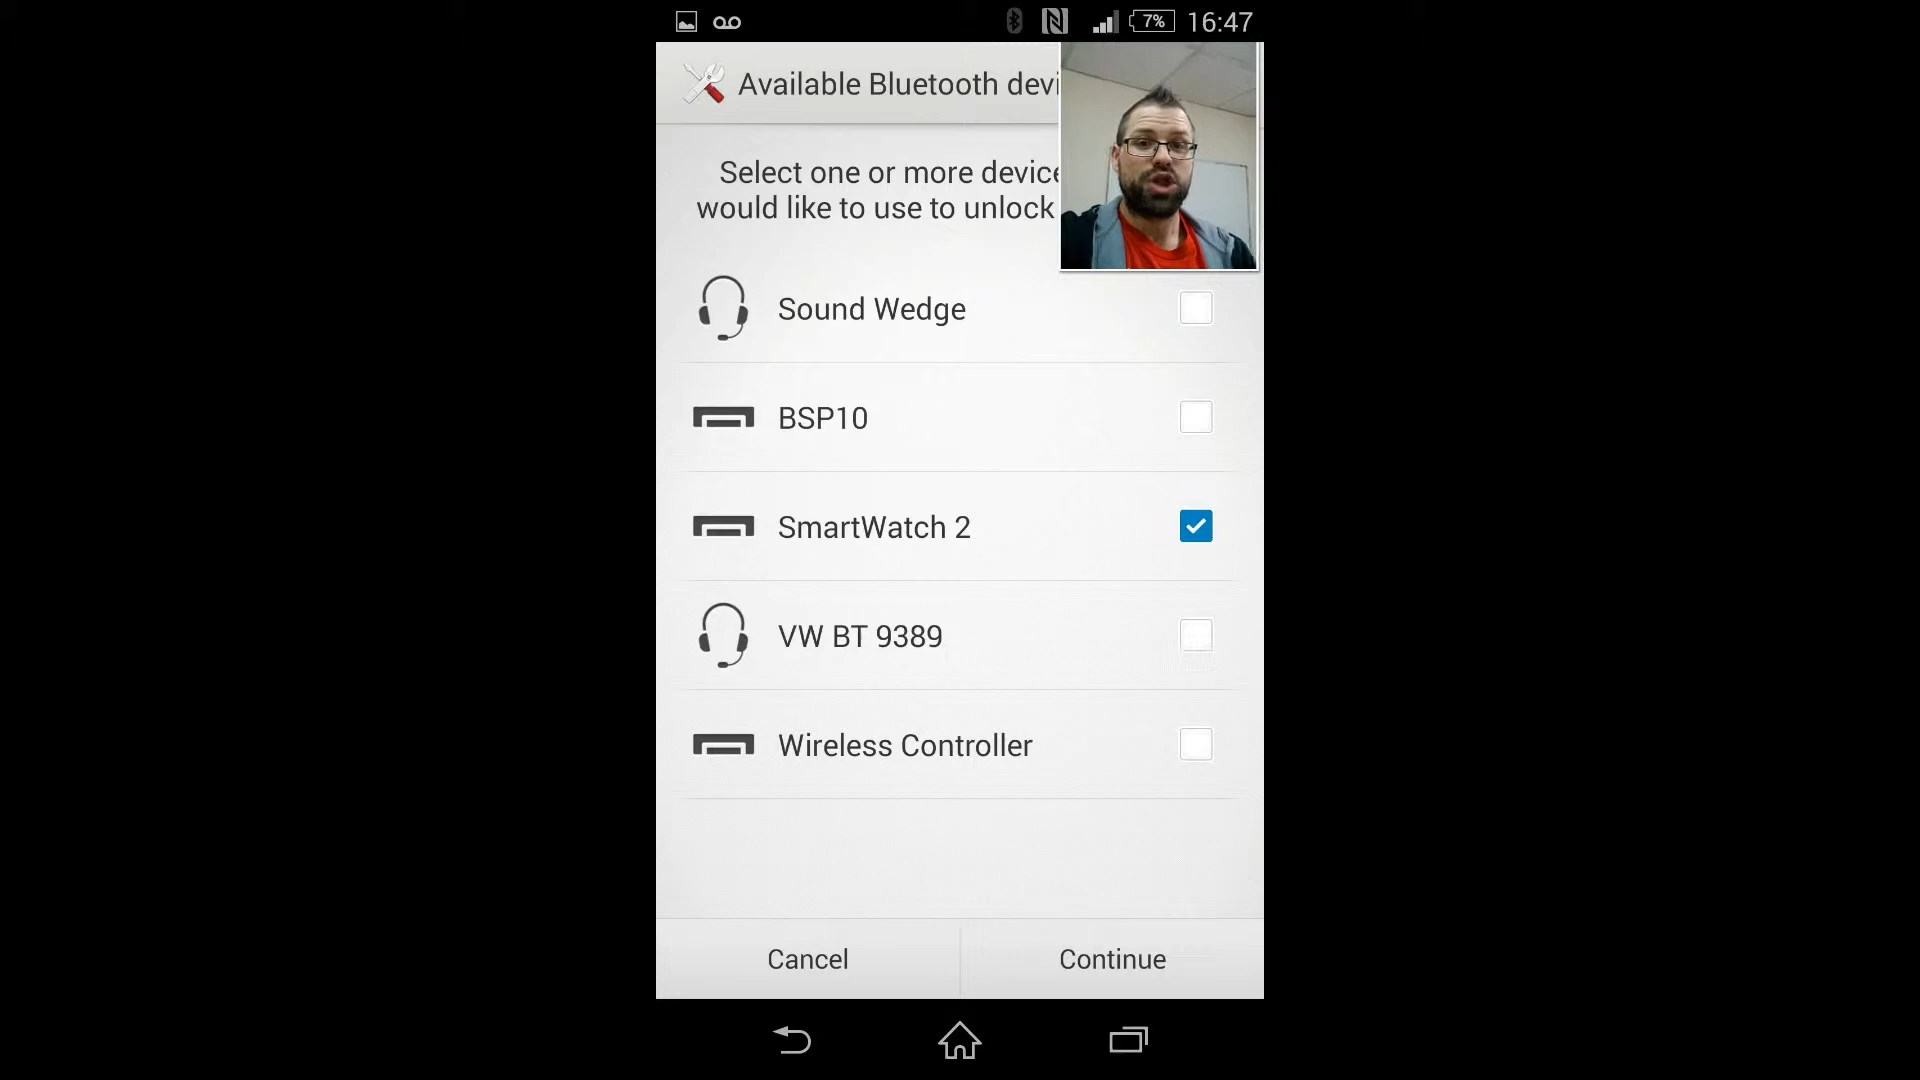 7%
16:47
Available Bluetooth devi
Select one or more device
would like to use to unlock
Sound Wedge
BSP10
SmartWatch 2
VW BT 9389
Wireless Controller
Cancel
Continue